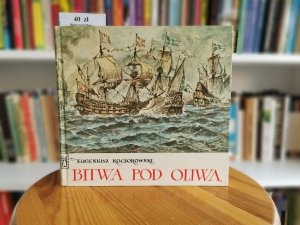 40 zł
EUGENIUSZ KOCZOROWSKI
BITWA POD OLIWĄ